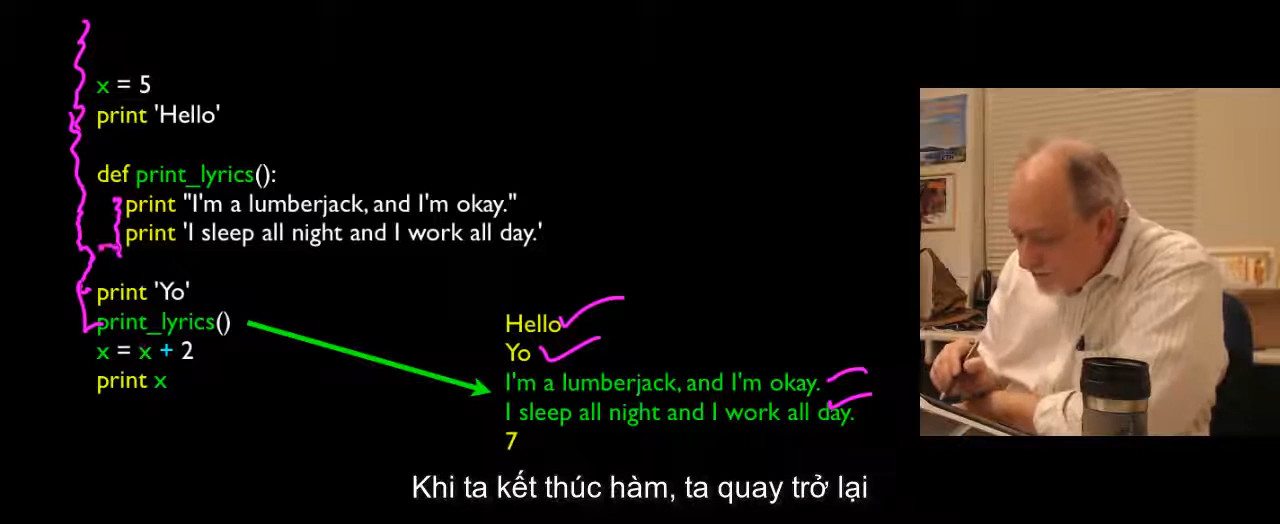 x = 5
print 'Hello'
def print_lyrics():
print "I'm a lumberjack, and I'm okay."
print 'I sleep all night and I work all day.'
print 'Yo'
print_lyrics()
x = x + 2
print x
Hello
Yo
I'm a lumberjack, and I'm okay.
I sleep all night and I work all day.
7
Khi ta kết thúc hàm, ta quay trở lại